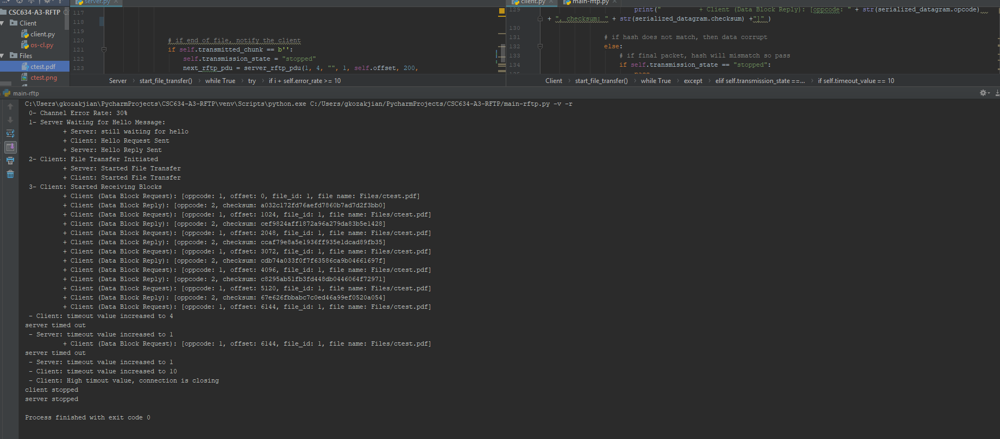 CSC634-A3-RFTP
Client
client.py
os-cl.py
Files
ctest.pdf
ctest.png
server.py
117
118
119
120 # if end of file, notify the client
121 if self.transmitted_chunk == b'':
122 self.transmission_state = "stopped"
123 next_rftp_pdu = server_rftp_pdu(1, 4, "", 1, self.offset, 200,
Server start_file_transfer() while True try if i + self.error_rate >= 10
client.py main-rftp.py
129 print(" + Client (Data Block Reply): [oppcode: " + str(serialized_datagram.opcode)
+ ", checksum: " + str(serialized_datagram.checksum) +"]" )
130
131 # if hash does not match, then data corrupt
132 else:
133 # if final packet, hash will mismatch so pass
134 if self.transmission_state == "stopped":
135 pass
Client start_file_transfer() while True except elif self.transmission_state ==... if self.timeout_value == 10
main-rftp
C:\Users\gkozakjian\PycharmProjects\CSC634-A3-RFTP\venv\Scripts\python.exe C:/Users/gkozakjian/PycharmProjects/CSC634-A3-RFTP/main-rftp.py -v -r
0- Channel Error Rate: 30%
1- Server Waiting for Hello Message:
+ Server: still waiting for hello
+ Client: Hello Request Sent
+ Server: Hello Reply Sent
2- Client: File Transfer Initiated
+ Server: Started File Transfer
+ Client: Started File Transfer
3- Client: Started Receiving Blocks
+ Client (Data Block Request): [oppcode: 1, offset: 0, file_id: 1, file name: Files/ctest.pdf]
+ Client (Data Block Reply): [oppcode: 2, checksum: a032c172fd76aefd7860b7ad7d2f3bb0]
+ Client (Data Block Request): [oppcode: 1, offset: 1024, file_id: 1, file name: Files/ctest.pdf]
+ Client (Data Block Reply): [oppcode: 2, checksum: cef9824aff1872a96a279da83b5e1428]
+ Client (Data Block Request): [oppcode: 1, offset: 2048, file_id: 1, file name: Files/ctest.pdf]
+ Client (Data Block Reply): [oppcode: 2, checksum: ccaf79e8a5e1936ff935e1dcad89fb35]
+ Client (Data Block Request): [oppcode: 1, offset: 3072, file_id: 1, file name: Files/ctest.pdf]
+ Client (Data Block Reply): [oppcode: 2, checksum: cdb74a033f0f7f63586ca9b04661697f]
+ Client (Data Block Request): [oppcode: 1, offset: 4096, file_id: 1, file name: Files/ctest.pdf]
+ Client (Data Block Reply): [oppcode: 2, checksum: c8295ab51fb3fd448db0446064f72971]
+ Client (Data Block Request): [oppcode: 1, offset: 5120, file_id: 1, file name: Files/ctest.pdf]
+ Client (Data Block Reply): [oppcode: 2, checksum: 67e626fbbabc7c0ed46a99ef0520a054]
+ Client (Data Block Request): [oppcode: 1, offset: 6144, file_id: 1, file name: Files/ctest.pdf]
- Client: timeout value increased to 4
server timed out
- Server: timeout value increased to 1
+ Client (Data Block Request): [oppcode: 1, offset: 6144, file_id: 1, file name: Files/ctest.pdf]
server timed out
- Server: timeout value increased to 1
- Client: timeout value increased to 10
- Client: High timout value, connection is closing
client stopped
server stopped
Process finished with exit code 0